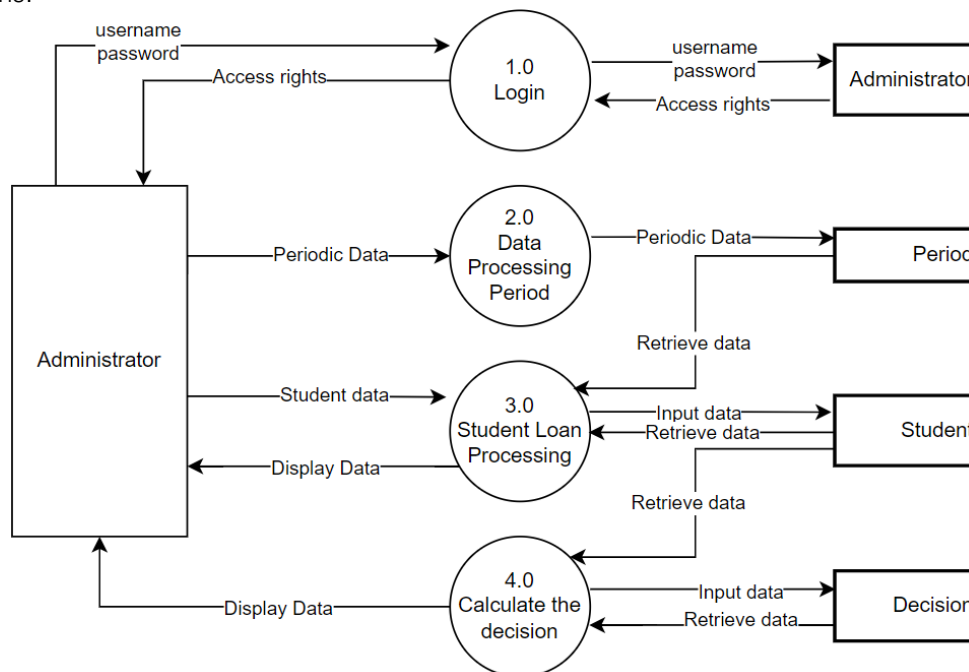 username
password
Access rights
1.0
Login
username
password
Access rights
Administrator
2.0
Data
Processing
Period
Periodic Data
Periodic Data
Period
Retrieve data
Administrator
Student data
3.0
Student Loan
Processing
Input data
Retrieve data
Student
Display Data
Retrieve data
4.0
Calculate the
decision
Input data
Retrieve data
Decision
Display Data